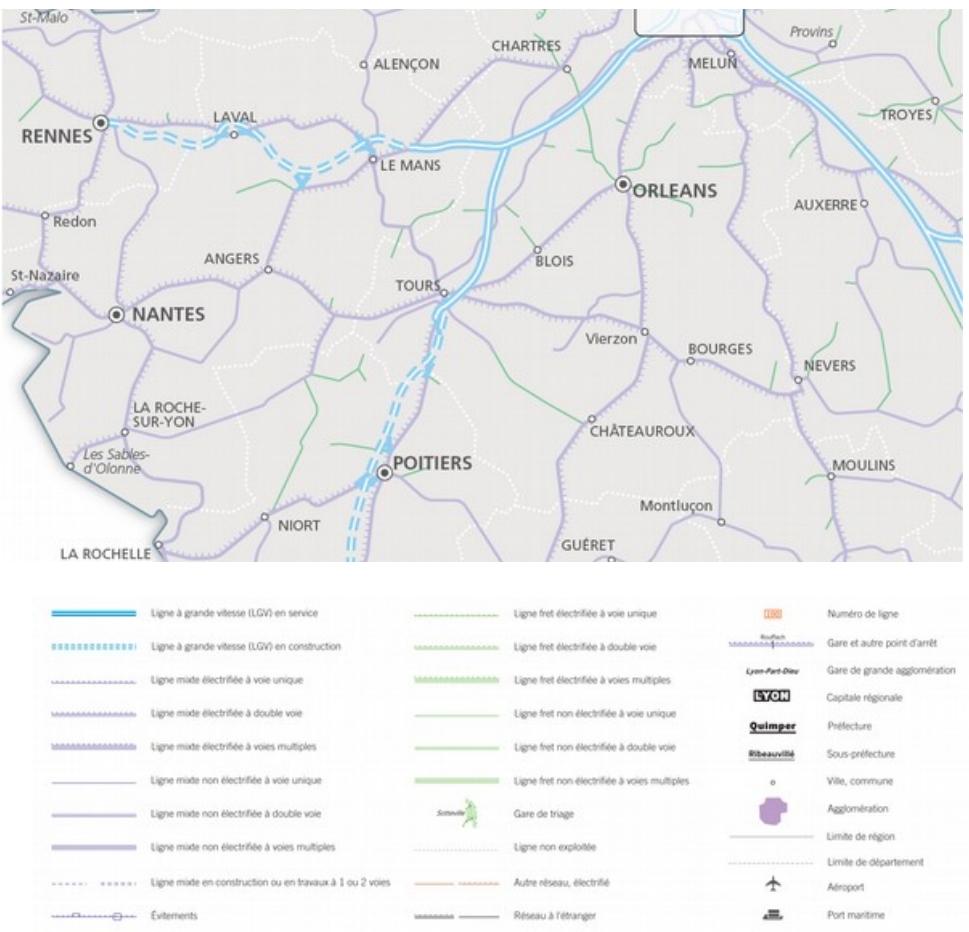 St-Malo
CHARTRES
Provins
ALENÇON
MELUN
TROYES
LAVAL
RENNES
LE MANS
ORLEANS
AUXERRE
Redon
ANGERS
BLOIS
St-Nazaire
TOURS
NANTES
Vierzon
BOURGES
NEVERS
LA ROCHE-
SUR-YON
CHÂTEAUROUX
Les Sables-
d'Olonne
POITIERS
MOULINS
Montluçon
NIORT
LA ROCHELLE
GUÉRET
Ligne à grande vitesse (LGV) en service
Ligne à grande vitesse (LGV) en construction
Ligne mixte électrifiée à voie unique
Ligne mixte électrifiée à double voie
Ligne mixte électrifiée à voies multiples
Ligne mixte non électrifiée à voie unique
Ligne mixte non électrifiée à double voie
Ligne mixte non électrifiée à voies multiples
Ligne mixte en construction ou en travaux à 1 ou 2 voies
Évitements
Ligne fret électrifiée à voie unique
Ligne fret électrifiée à double voie
Ligne fret électrifiée à voies multiples
Ligne fret non électrifiée à voie unique
Ligne fret non électrifiée à double voie
Ligne fret non électrifiée à voies multiples
Sotteville
Gare de triage
Ligne non exploitée
Autre réseau, électrifié
Réseau à l'étranger
100
Numéro de ligne
Rouffach
Gare et autre point d'arrêt
Lyon-Part-Dieu
Gare de grande agglomération
LYON
Capitale régionale
Quimper
Préfecture
Ribeauvillé
Sous-préfecture
Ville, commune
Agglomération
Limite de région
Limite de département
Aéroport
Port maritime